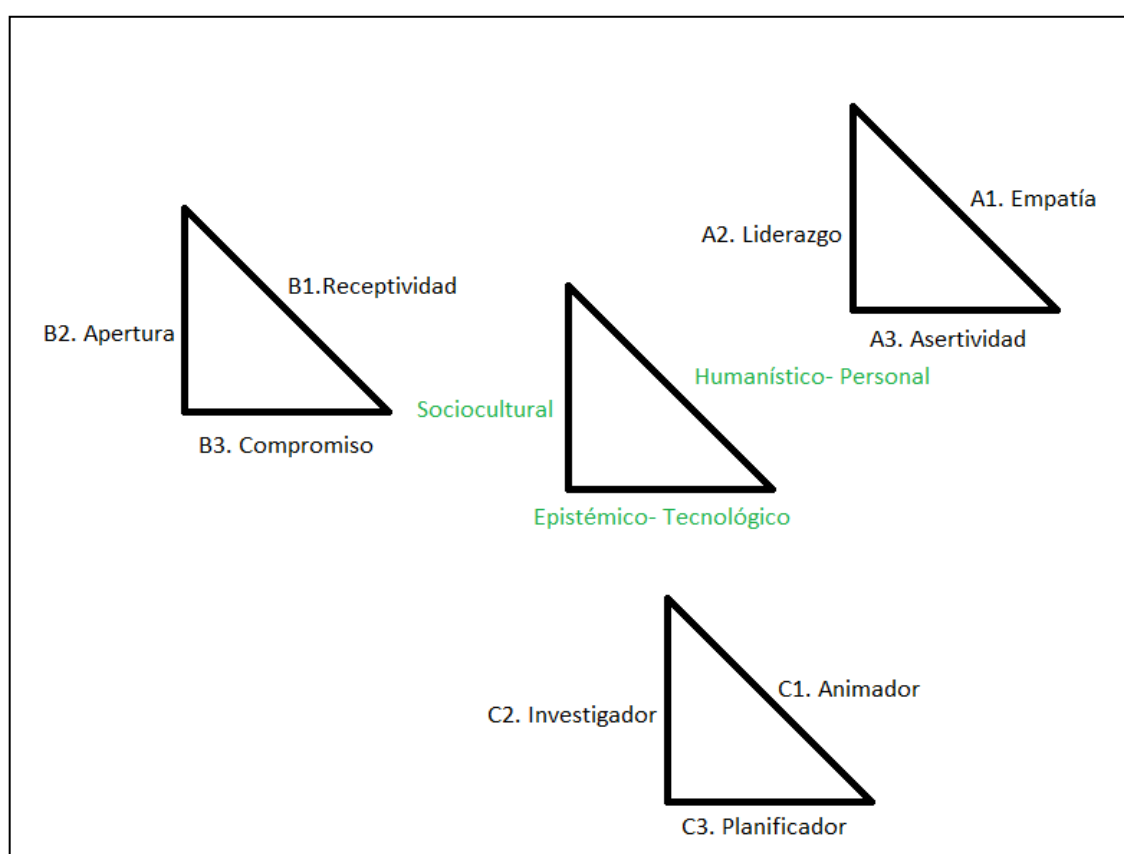 A1. Empatía
A2. Liderazgo
A3. Asertividad
B1.Receptividad
B2. Apertura
B3. Compromiso
Humanístico- Personal
Sociocultural
Epistémico- Tecnológico
C1. Animador
C2. Investigador
C3. Planificador